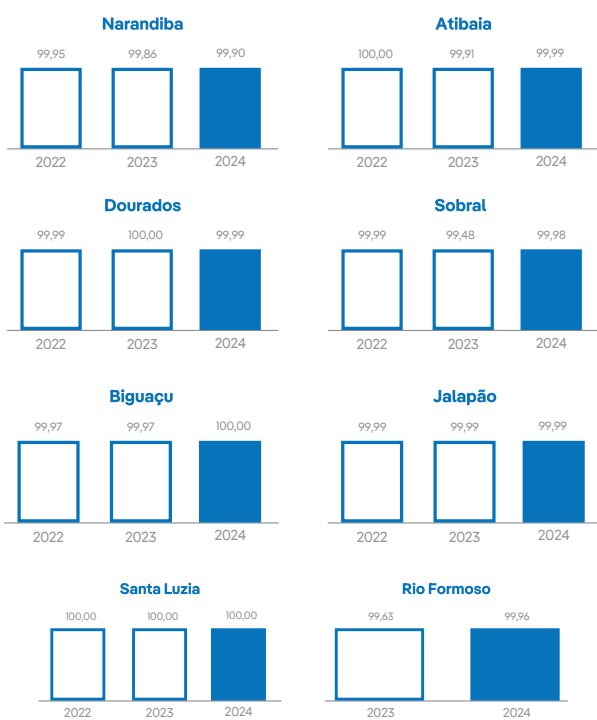 Narandiba
99,95 99,86 99,90
2022 2023 2024
Atibaia
100,00 99,91 99,99
2022 2023 2024
Dourados
99,99 100,00 99,99
2022 2023 2024
Sobral
99,99 99,48 99,98
2022 2023 2024
Biguaçu
99,97 99,97 100,00
2022 2023 2024
Jalapão
99,99 99,99 99,99
2022 2023 2024
Santa Luzia
100,00 100,00 100,00
2022 2023 2024
Rio Formoso
99,63 99,96
2023 2024